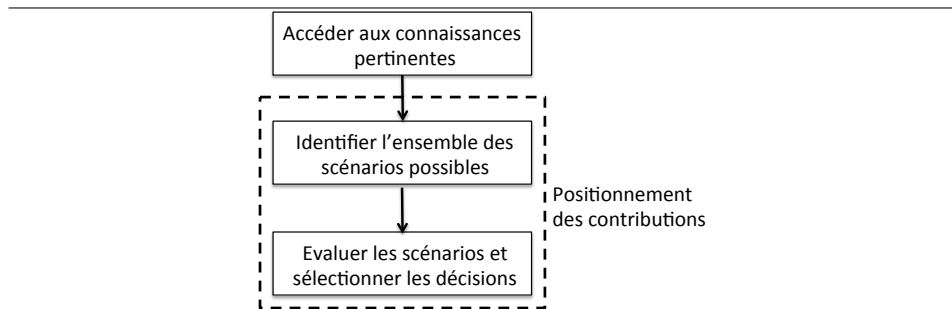 Accéder aux connaissances
pertinentes
Identifier l'ensemble des
scénarios possibles
Positionnement
des contributions
Evaluer les scénarios et
sélectionner les décisions